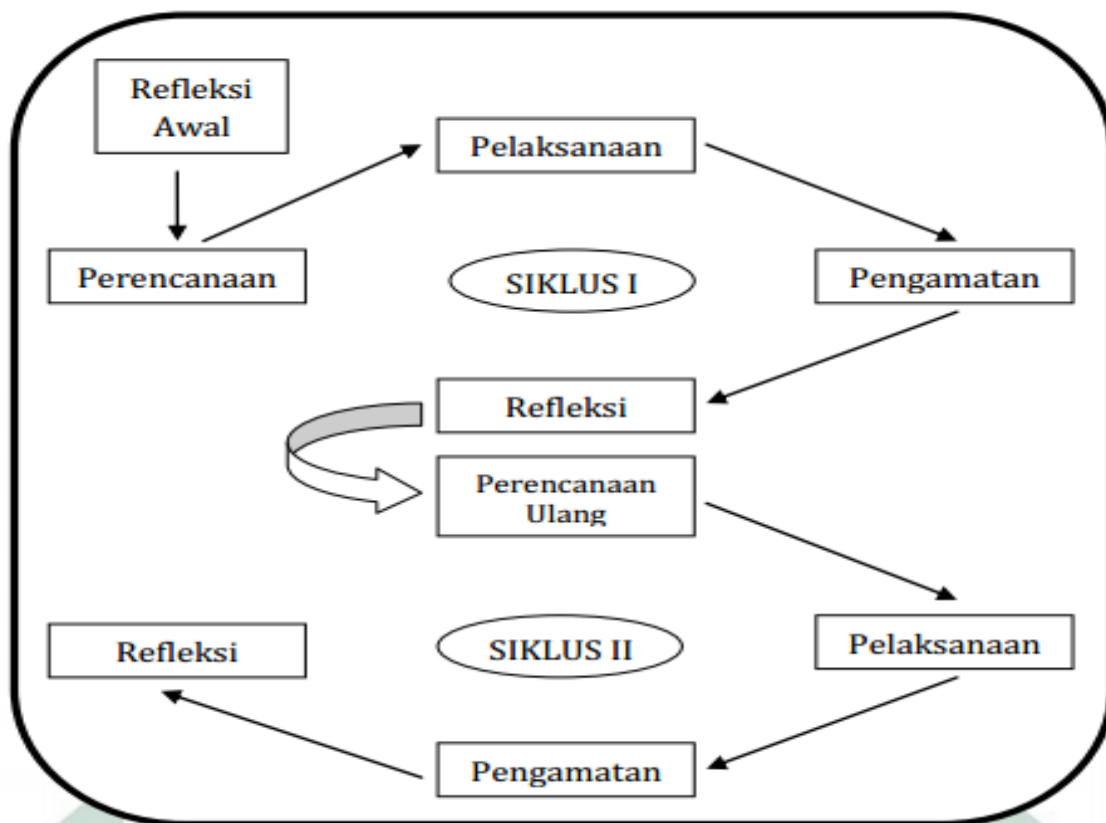 Refleksi
Awal
Pelaksanaan
Perencanaan
SIKLUS I
Pengamatan
Refleksi
Perencanaan
Ulang
Refleksi
SIKLUS II
Pelaksanaan
Pengamatan